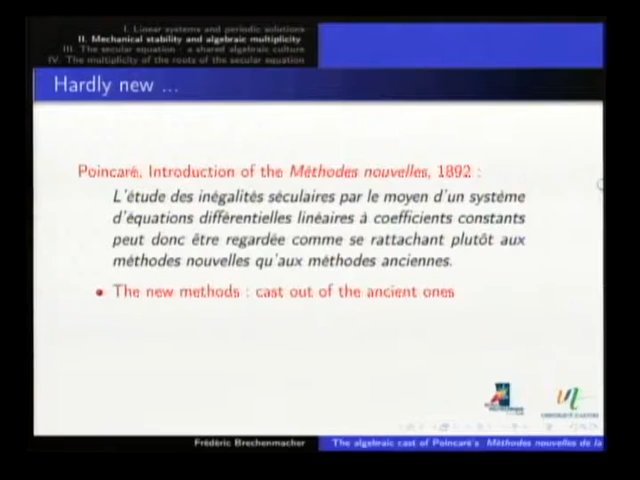 I. Linear systems and periodic solutions
II. Mechanical stability and algebraic multiplicity
III. The secular equation : a shared algebraic culture
IV. The multiplicity of the roots of the secular equation
Hardly new ...
Poincaré, Introduction of the Méthodes nouvelles, 1892 :
L'étude des inégalités séculaires par le moyen d'un système
d'équations différentielles linéaires à coefficients constants
peut donc être regardée comme se rattachant plutôt aux
méthodes nouvelles qu'aux méthodes anciennes.
• The new methods : cast out of the ancient ones
Frédéric Brechenmacher
The algebraic cast of Poincaré's Méthodes nouvelles de la